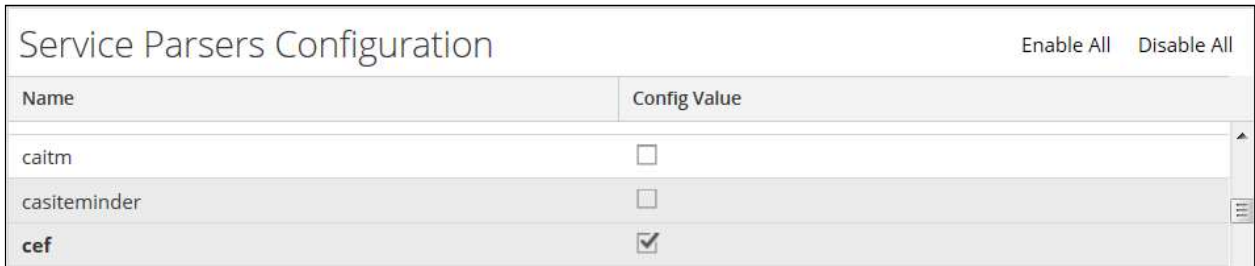 Service Parsers Configuration Enable All Disable All
Name Config Value
caitm
casiteminder
cef